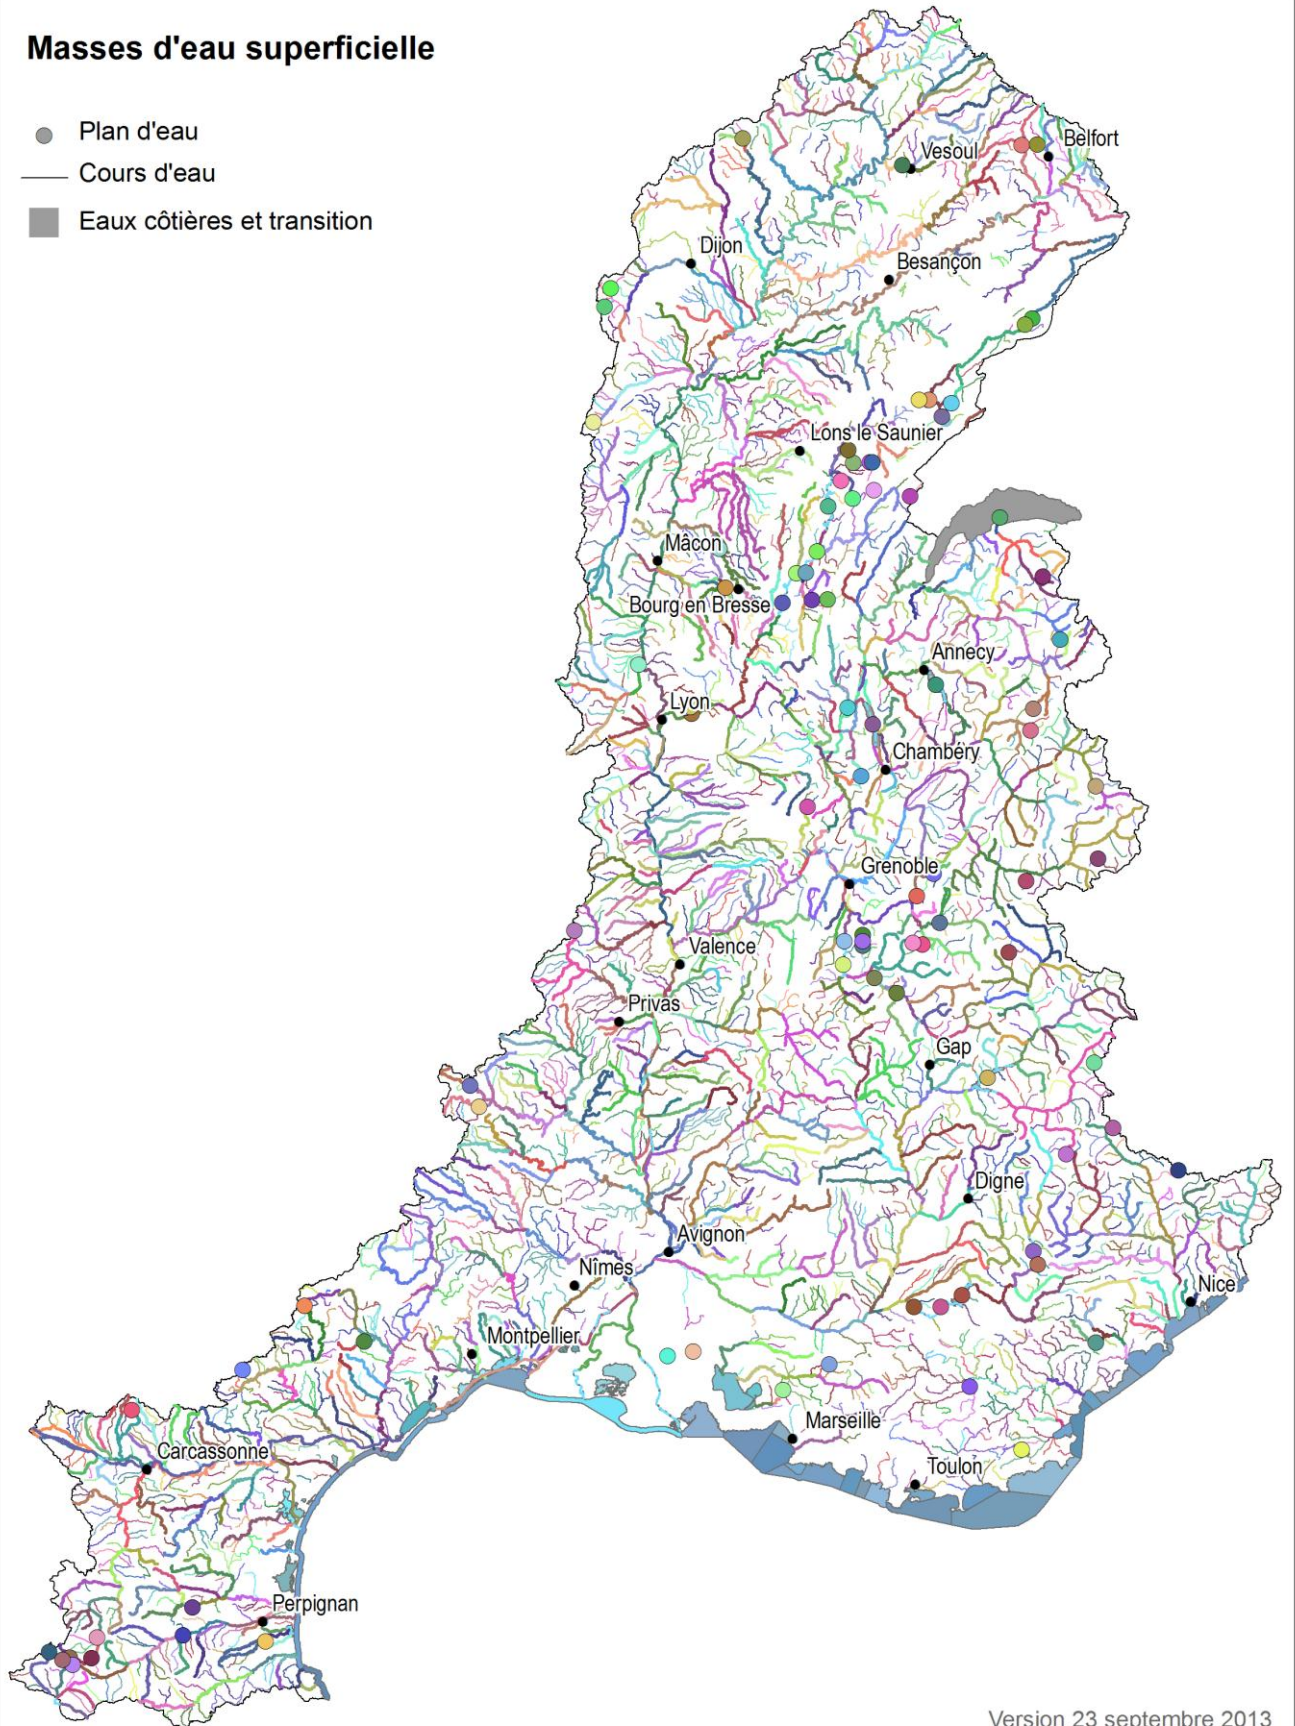 Masses d'eau superficielle
Plan d'eau
Cours d'eau
Eaux côtières et transition
Belfort
Vesoul
Dijon
Besançon
Lons le Saunier
Mâcon
Bourg en Bresse
Annecy
Lyon
Chambéry
Grenoble
Valence
Privas
Gap
Digne
Avignon
Nîmes
Nice
Montpellier
Marseille
Carcassonne
Toulon
Perpignan
Version 23 septembre 2013